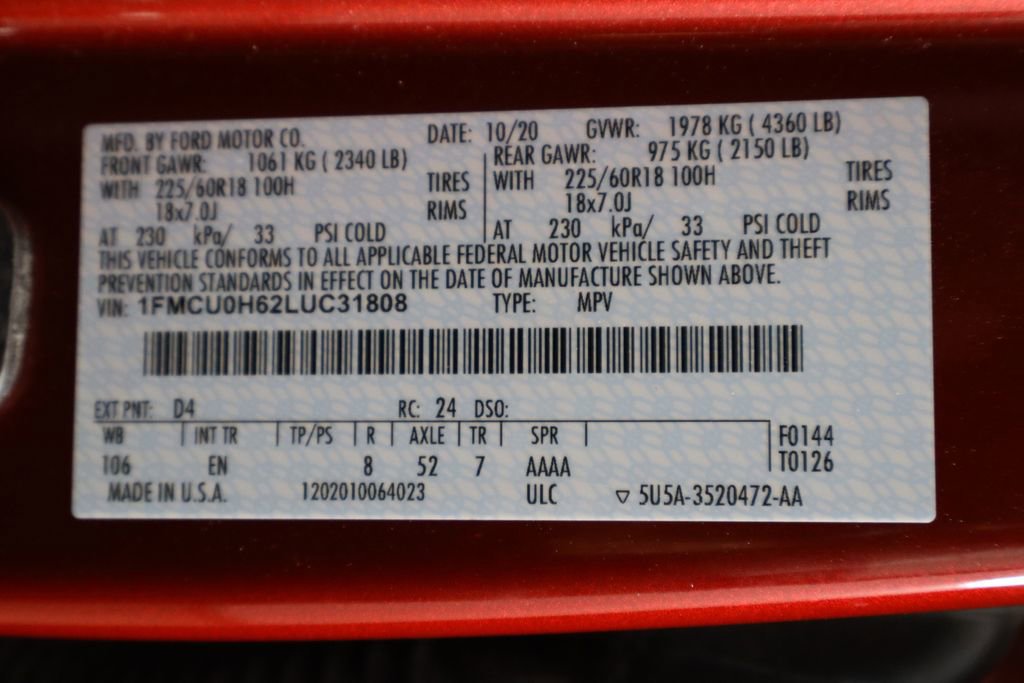 MFD. BY FORD MOTOR CO. DATE: 10/20 GVWR: 1978 KG ( 4360 LB)
FRONT GAWR: 1061 KG ( 2340 LB) REAR GAWR: 975 KG ( 2150 LB)
WITH 225/60R18 100H TIRES WITH 225/60R18 100H TIRES
18x7.0J RIMS 18x7.0J RIMS
AT 230 kPa/ 33 PSI COLD AT 230 kPa/ 33 PSI COLD
THIS VEHICLE CONFORMS TO ALL APPLICABLE FEDERAL MOTOR VEHICLE SAFETY AND THEFT
PREVENTION STANDARDS IN EFFECT ON THE DATE OF MANUFACTURE SHOWN ABOVE.
VIN: 1FMCU0H62LUC31808 TYPE: MPV
EXT PNT: D4 RC: 24 DSO:
WB INT TR TP/PS R AXLE TR SPR F0144
106 EN 8 52 7 AAAA T0126
MADE IN U.S.A. 1202010064023 ULC ▽ 5U5A-3520472-AA